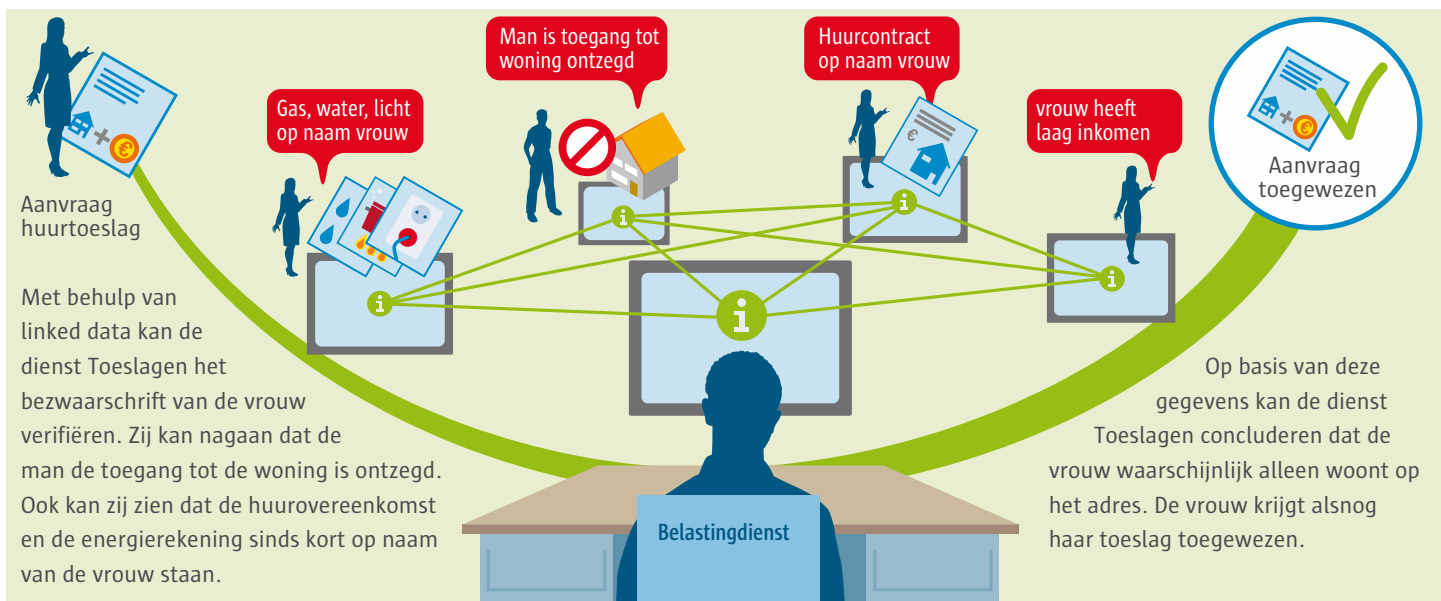 Man is toegang tot
woning ontzegd
Huurcontract
op naam vrouw
Gas, water, licht
op naam vrouw
vrouw heeft
laag inkomen
Aanvraag
toegewezen
Aanvraag
huurtoeslag
Met behulp van
linked data kan de
dienst Toeslagen het
bezwaarschrift van de vrouw
verifiëren. Zij kan nagaan dat de
man de toegang tot de woning is ontzegd.
Ook kan zij zien dat de huurovereenkomst
en de energierekening sinds kort op naam
van de vrouw staan.
Belastingdienst
Op basis van deze
gegevens kan de dienst
Toeslagen concluderen dat de
vrouw waarschijnlijk alleen woont op
het adres. De vrouw krijgt alsnog
haar toeslag toegewezen.